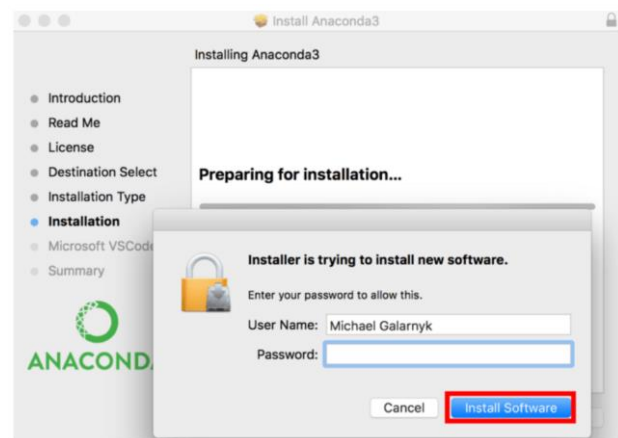 Install Anaconda3
Installing Anaconda3
Introduction
Read Me
License
Destination Select
Installation Type
Installation
Microsoft VSCode
Summary
ANACOND
Preparing for installation...
Installer is trying to install new software.
Enter your password to allow this.
User Name: Michael Galarnyk
Password:
Cancel Install Software